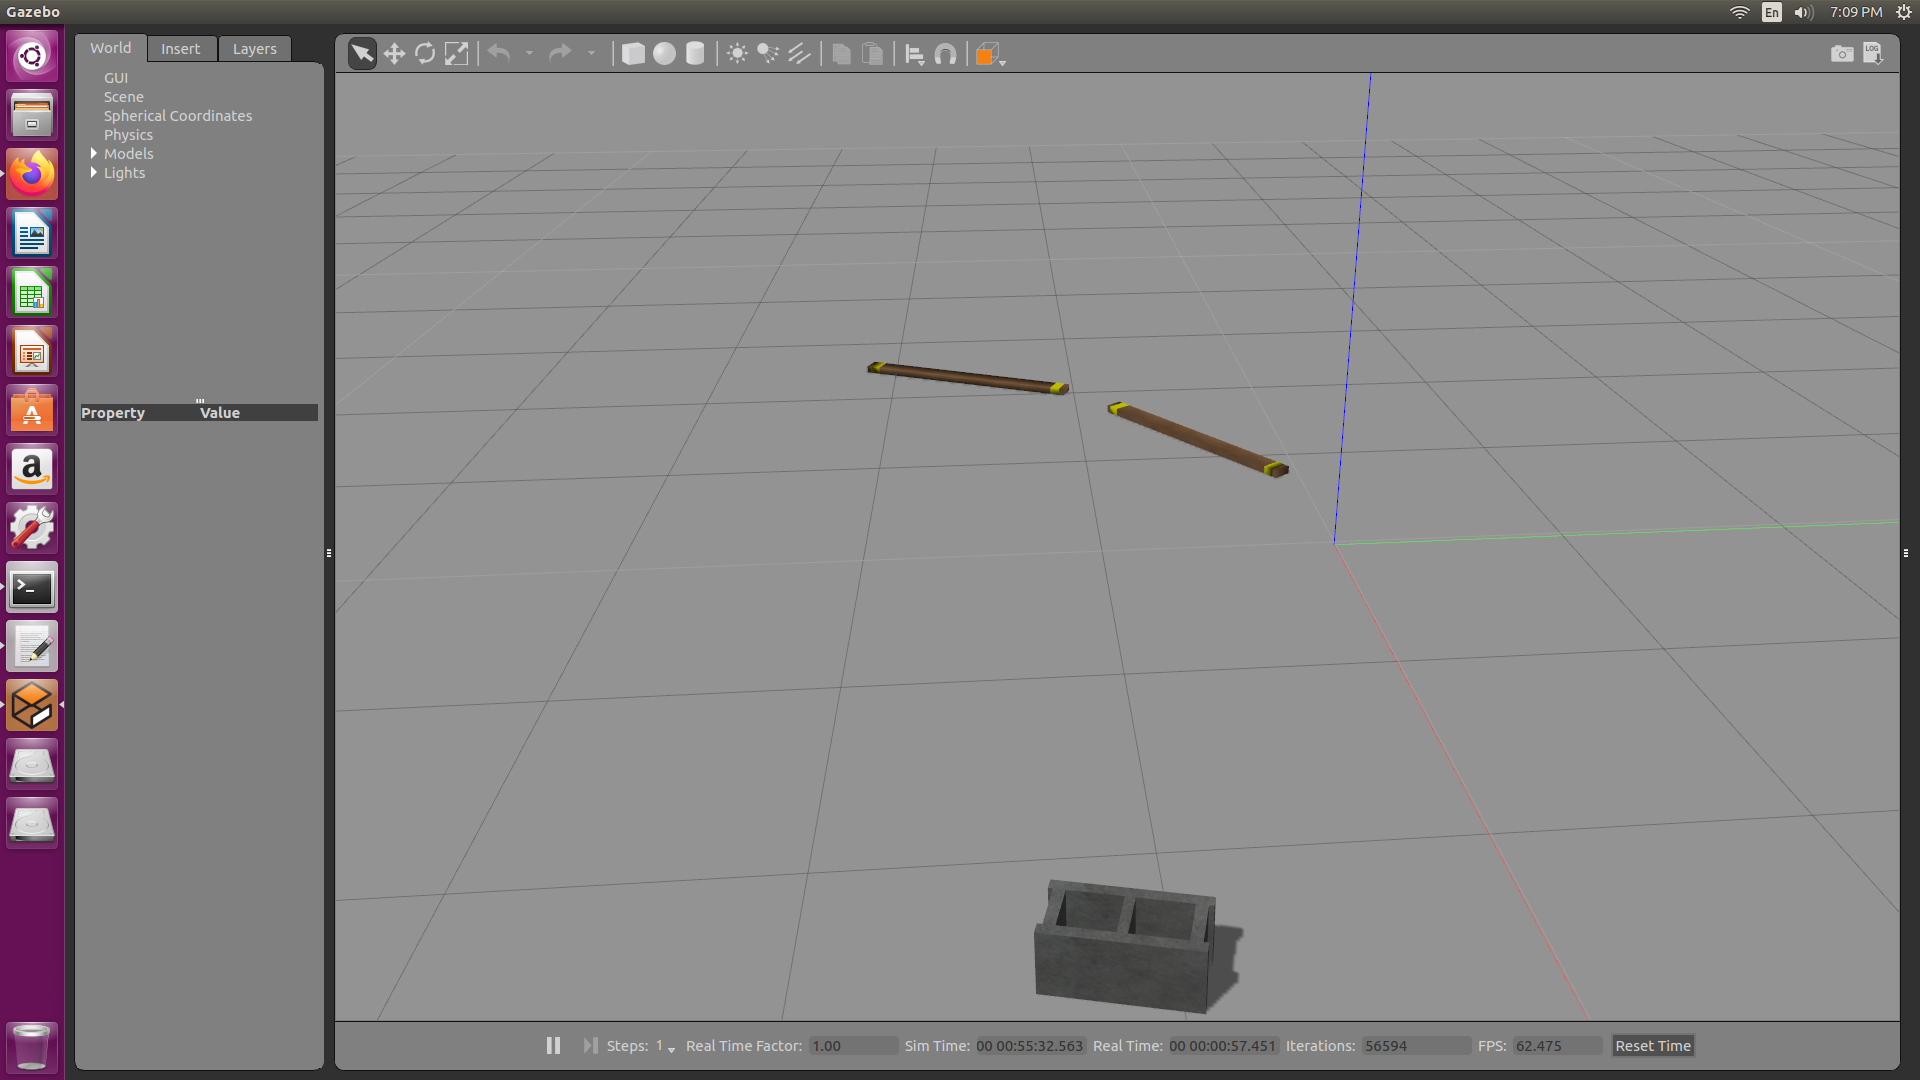 Gazebo
En
7:09 PM
World
Insert
Layers
GUI
Scene
Spherical Coordinates
Physics
Models
Lights
Property Value
LOG
a
A
>_
Steps: 1
Real Time Factor: 1.00
Sim Time: 00 00:55:32.563
Real Time: 00 00:00:57.451
Iterations: 56594
FPS: 62.475
Reset Time